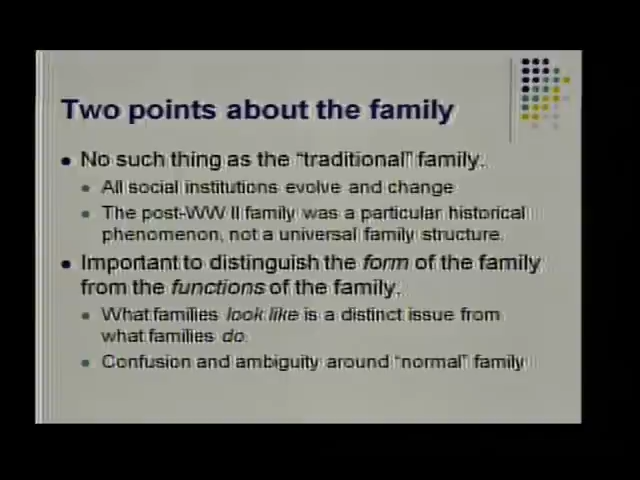 Two points about the family
No such thing as the "traditional" family.
All social institutions evolve and change
The post-WW II family was a particular historical
phenomenon, not a universal family structure.
Important to distinguish the form of the family
from the functions of the family.
What families look like is a distinct issue from
what families do.
Confusion and ambiguity around "normal" family